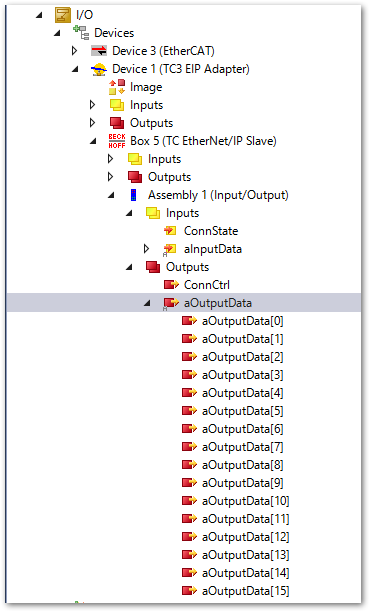 I/O
Devices
Device 3 (EtherCAT)
Device 1 (TC3 EIP Adapter)
Image
Inputs
Outputs
BECK HOFF Box 5 (TC EtherNet/IP Slave)
Inputs
Outputs
Assembly 1 (Input/Output)
Inputs
ConnState
aInputData
Outputs
ConnCtrl
aOutputData
aOutputData[0]
aOutputData[1]
aOutputData[2]
aOutputData[3]
aOutputData[4]
aOutputData[5]
aOutputData[6]
aOutputData[7]
aOutputData[8]
aOutputData[9]
aOutputData[10]
aOutputData[11]
aOutputData[12]
aOutputData[13]
aOutputData[14]
aOutputData[15]